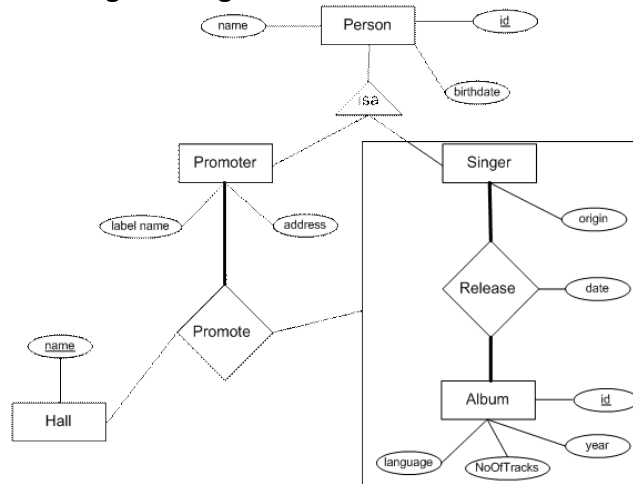 Person
name
id
birthdate
Isa
Promoter
Singer
label name
address
origin
Release
date
Promote
name
Hall
Album
id
year
language
NoOfTracks